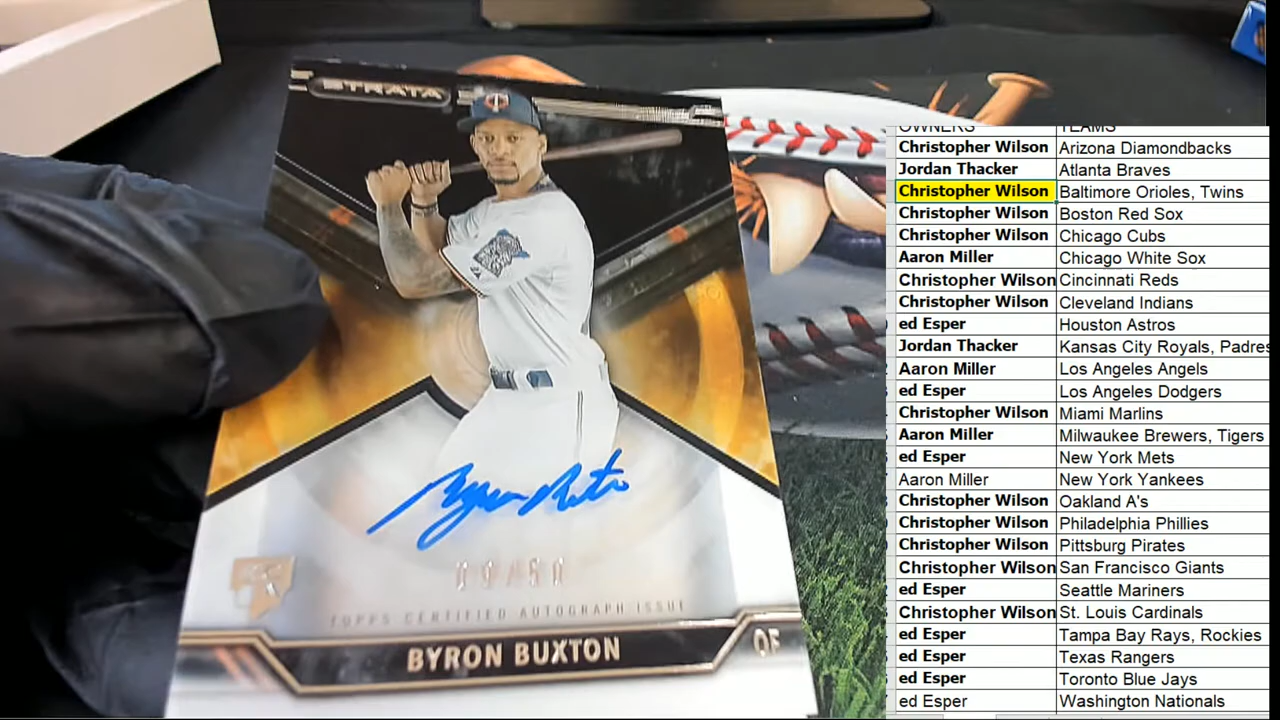 STRATA
Byron Buxton
09/50
TOPPS CERTIFIED AUTOGRAPH ISSUE
BYRON BUXTON
OF
OWNERS TEAMS
Christopher Wilson Arizona Diamondbacks
Jordan Thacker Atlanta Braves
Christopher Wilson Baltimore Orioles, Twins
Christopher Wilson Boston Red Sox
Christopher Wilson Chicago Cubs
Aaron Miller Chicago White Sox
Christopher Wilson Cincinnati Reds
Christopher Wilson Cleveland Indians
ed Esper Houston Astros
Jordan Thacker Kansas City Royals, Padres
Aaron Miller Los Angeles Angels
ed Esper Los Angeles Dodgers
Christopher Wilson Miami Marlins
Aaron Miller Milwaukee Brewers, Tigers
ed Esper New York Mets
Aaron Miller New York Yankees
Christopher Wilson Oakland A's
Christopher Wilson Philadelphia Phillies
Christopher Wilson Pittsburg Pirates
Christopher Wilson San Francisco Giants
ed Esper Seattle Mariners
Christopher Wilson St. Louis Cardinals
ed Esper Tampa Bay Rays, Rockies
ed Esper Texas Rangers
ed Esper Toronto Blue Jays
ed Esper Washington Nationals